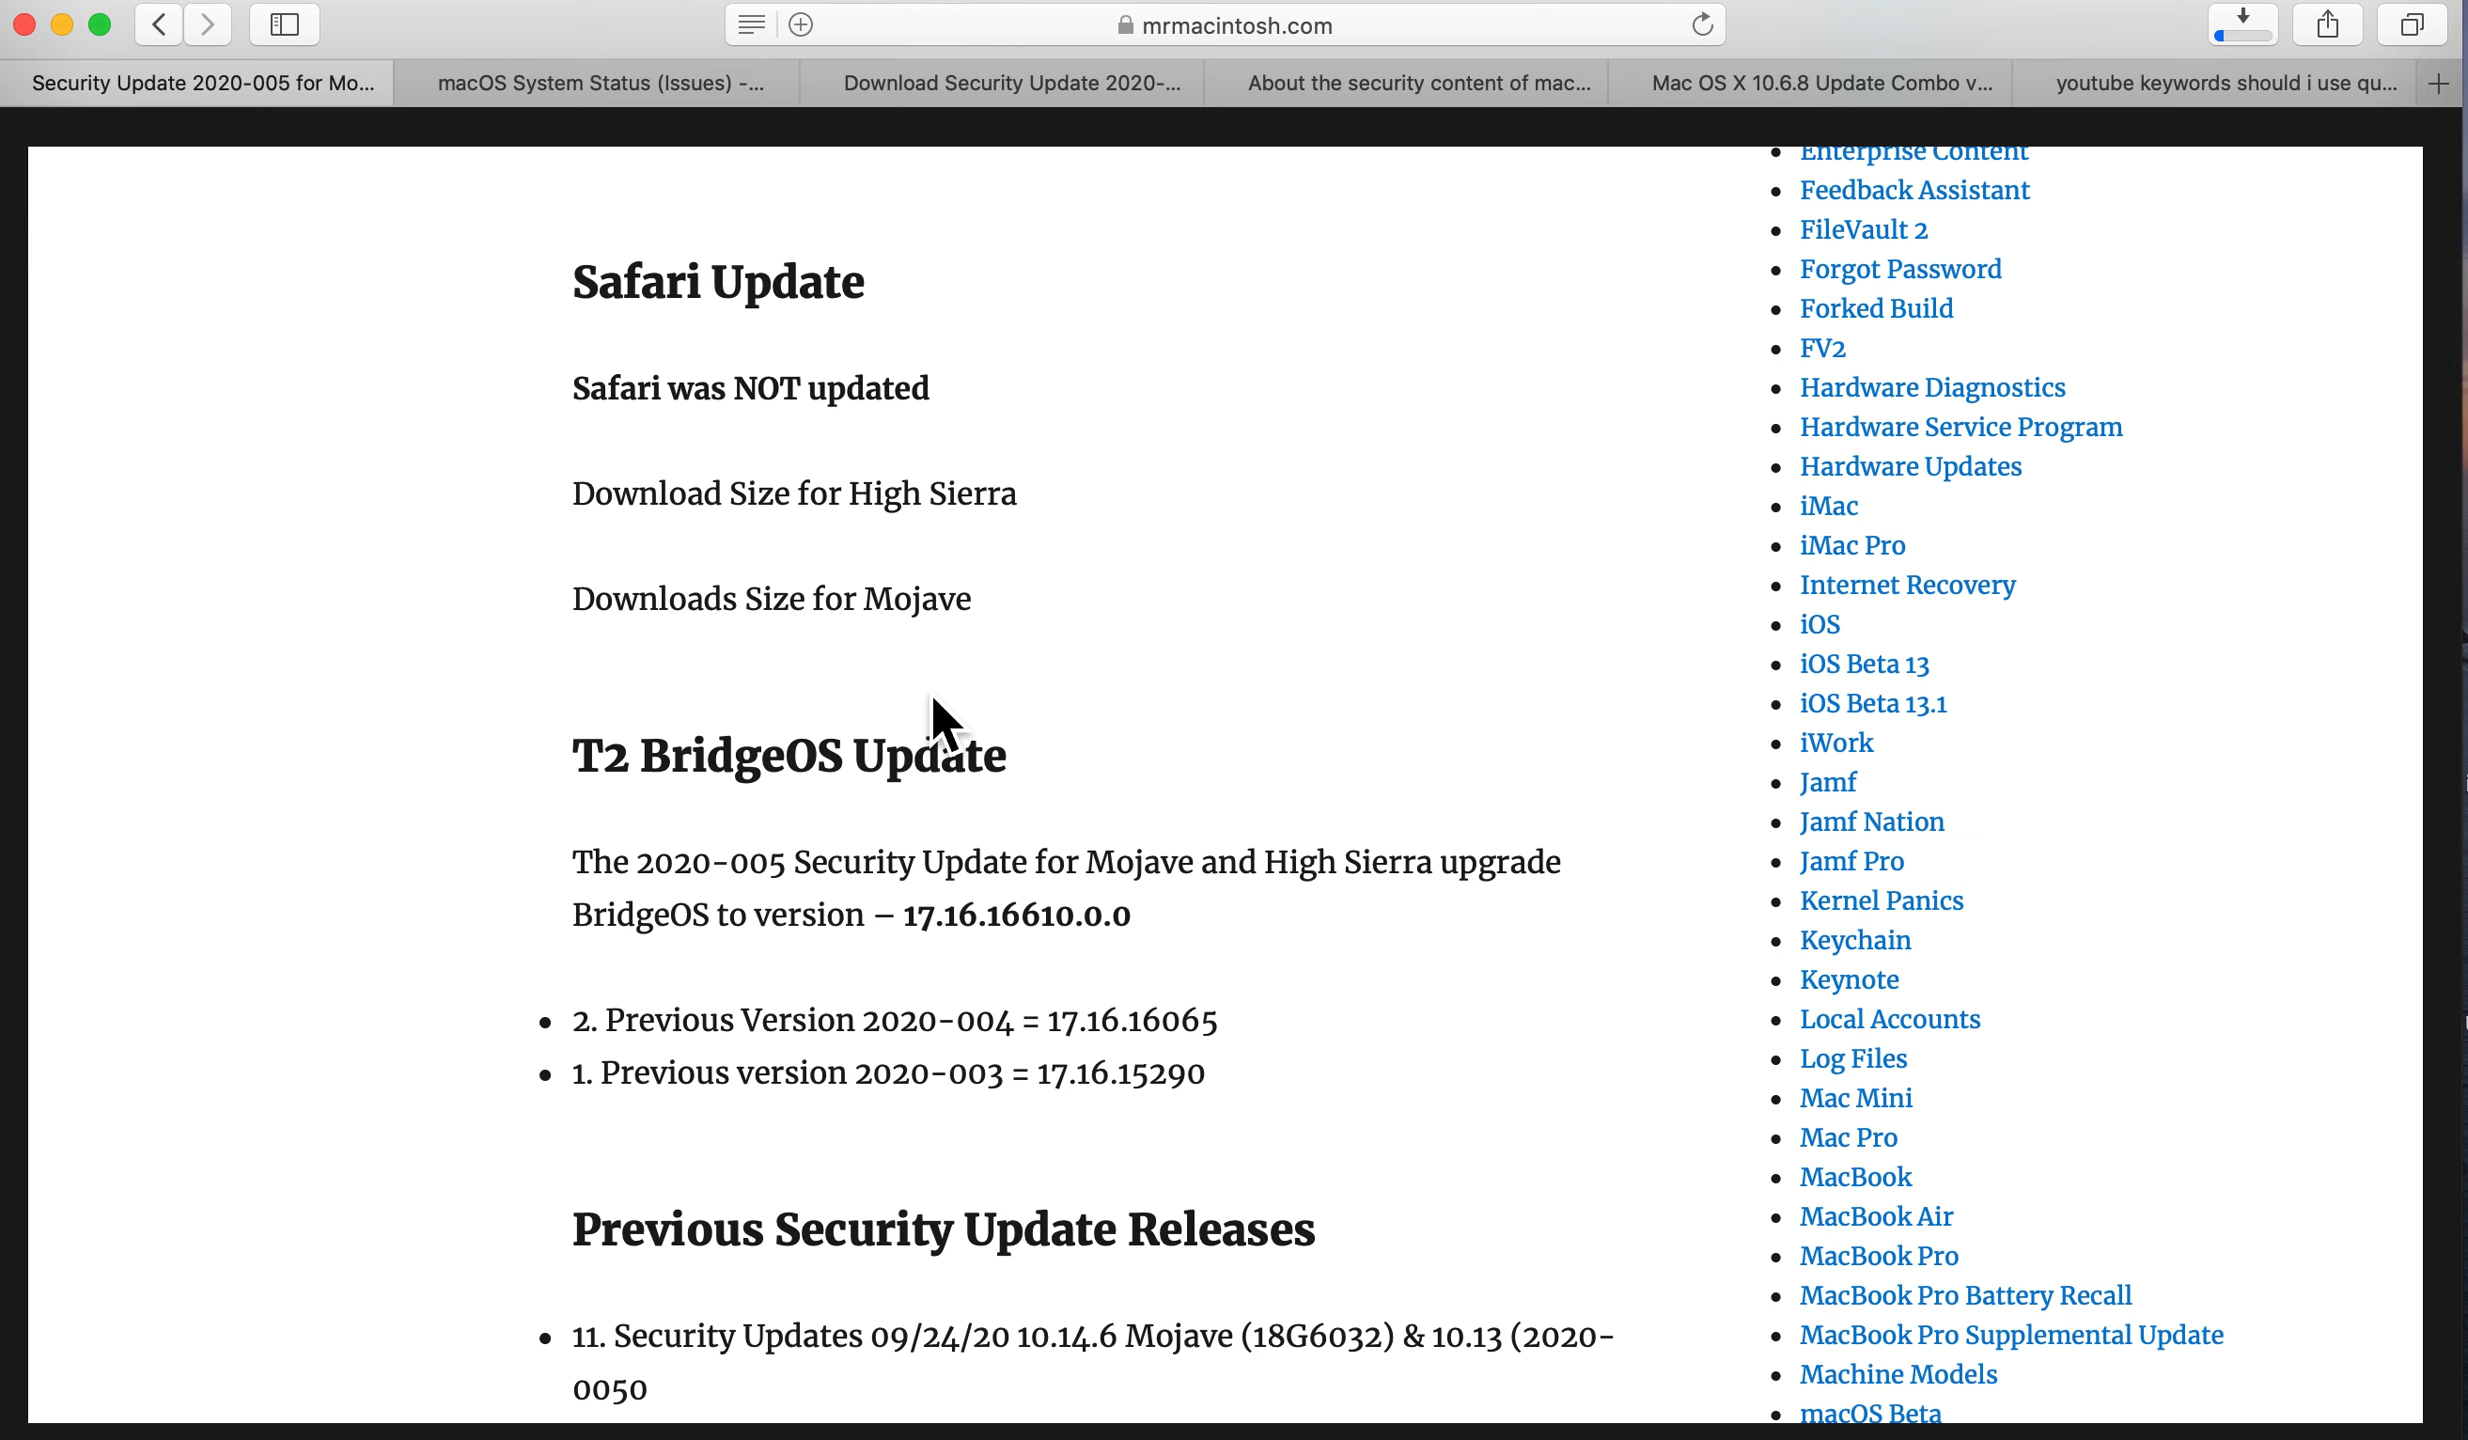 mrmacintosh.com
Security Update 2020-005 for Mo...
macOS System Status (Issues) -...
Download Security Update 2020-...
About the security content of mac...
Mac OS X 10.6.8 Update Combo v...
youtube keywords should i use qu...
Safari Update
Safari was NOT updated
Download Size for High Sierra
Downloads Size for Mojave
T2 BridgeOS Update
The 2020-005 Security Update for Mojave and High Sierra upgrade
BridgeOS to version – 17.16.16610.0.0
• 2. Previous Version 2020-004 = 17.16.16065
• 1. Previous version 2020-003 = 17.16.15290
Previous Security Update Releases
• 11. Security Updates 09/24/20 10.14.6 Mojave (18G6032) & 10.13 (2020-
0050
• Enterprise Content
• Feedback Assistant
• FileVault 2
• Forgot Password
• Forked Build
• FV2
• Hardware Diagnostics
• Hardware Service Program
• Hardware Updates
• iMac
• iMac Pro
• Internet Recovery
• iOS
• iOS Beta 13
• iOS Beta 13.1
• iWork
• Jamf
• Jamf Nation
• Jamf Pro
• Kernel Panics
• Keychain
• Keynote
• Local Accounts
• Log Files
• Mac Mini
• Mac Pro
• MacBook
• MacBook Air
• MacBook Pro
• MacBook Pro Battery Recall
• MacBook Pro Supplemental Update
• Machine Models
• macOS Beta